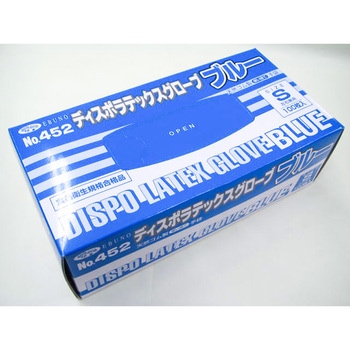 EBUNO
No.452 ディスポラテックスグローブ ブルー
OPEN
S
100枚入
衛生規格合格品
DISPO LATEX GLOVE BLUE
No.452 ディスポラテックスグローブ ブルー
DISPO LATEX GLOVE BLUE